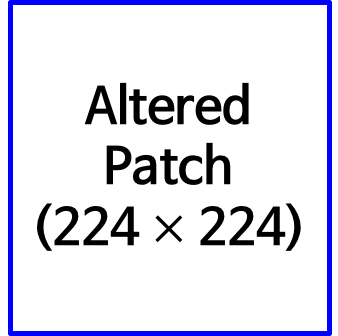 Altered
Patch
(224 × 224)